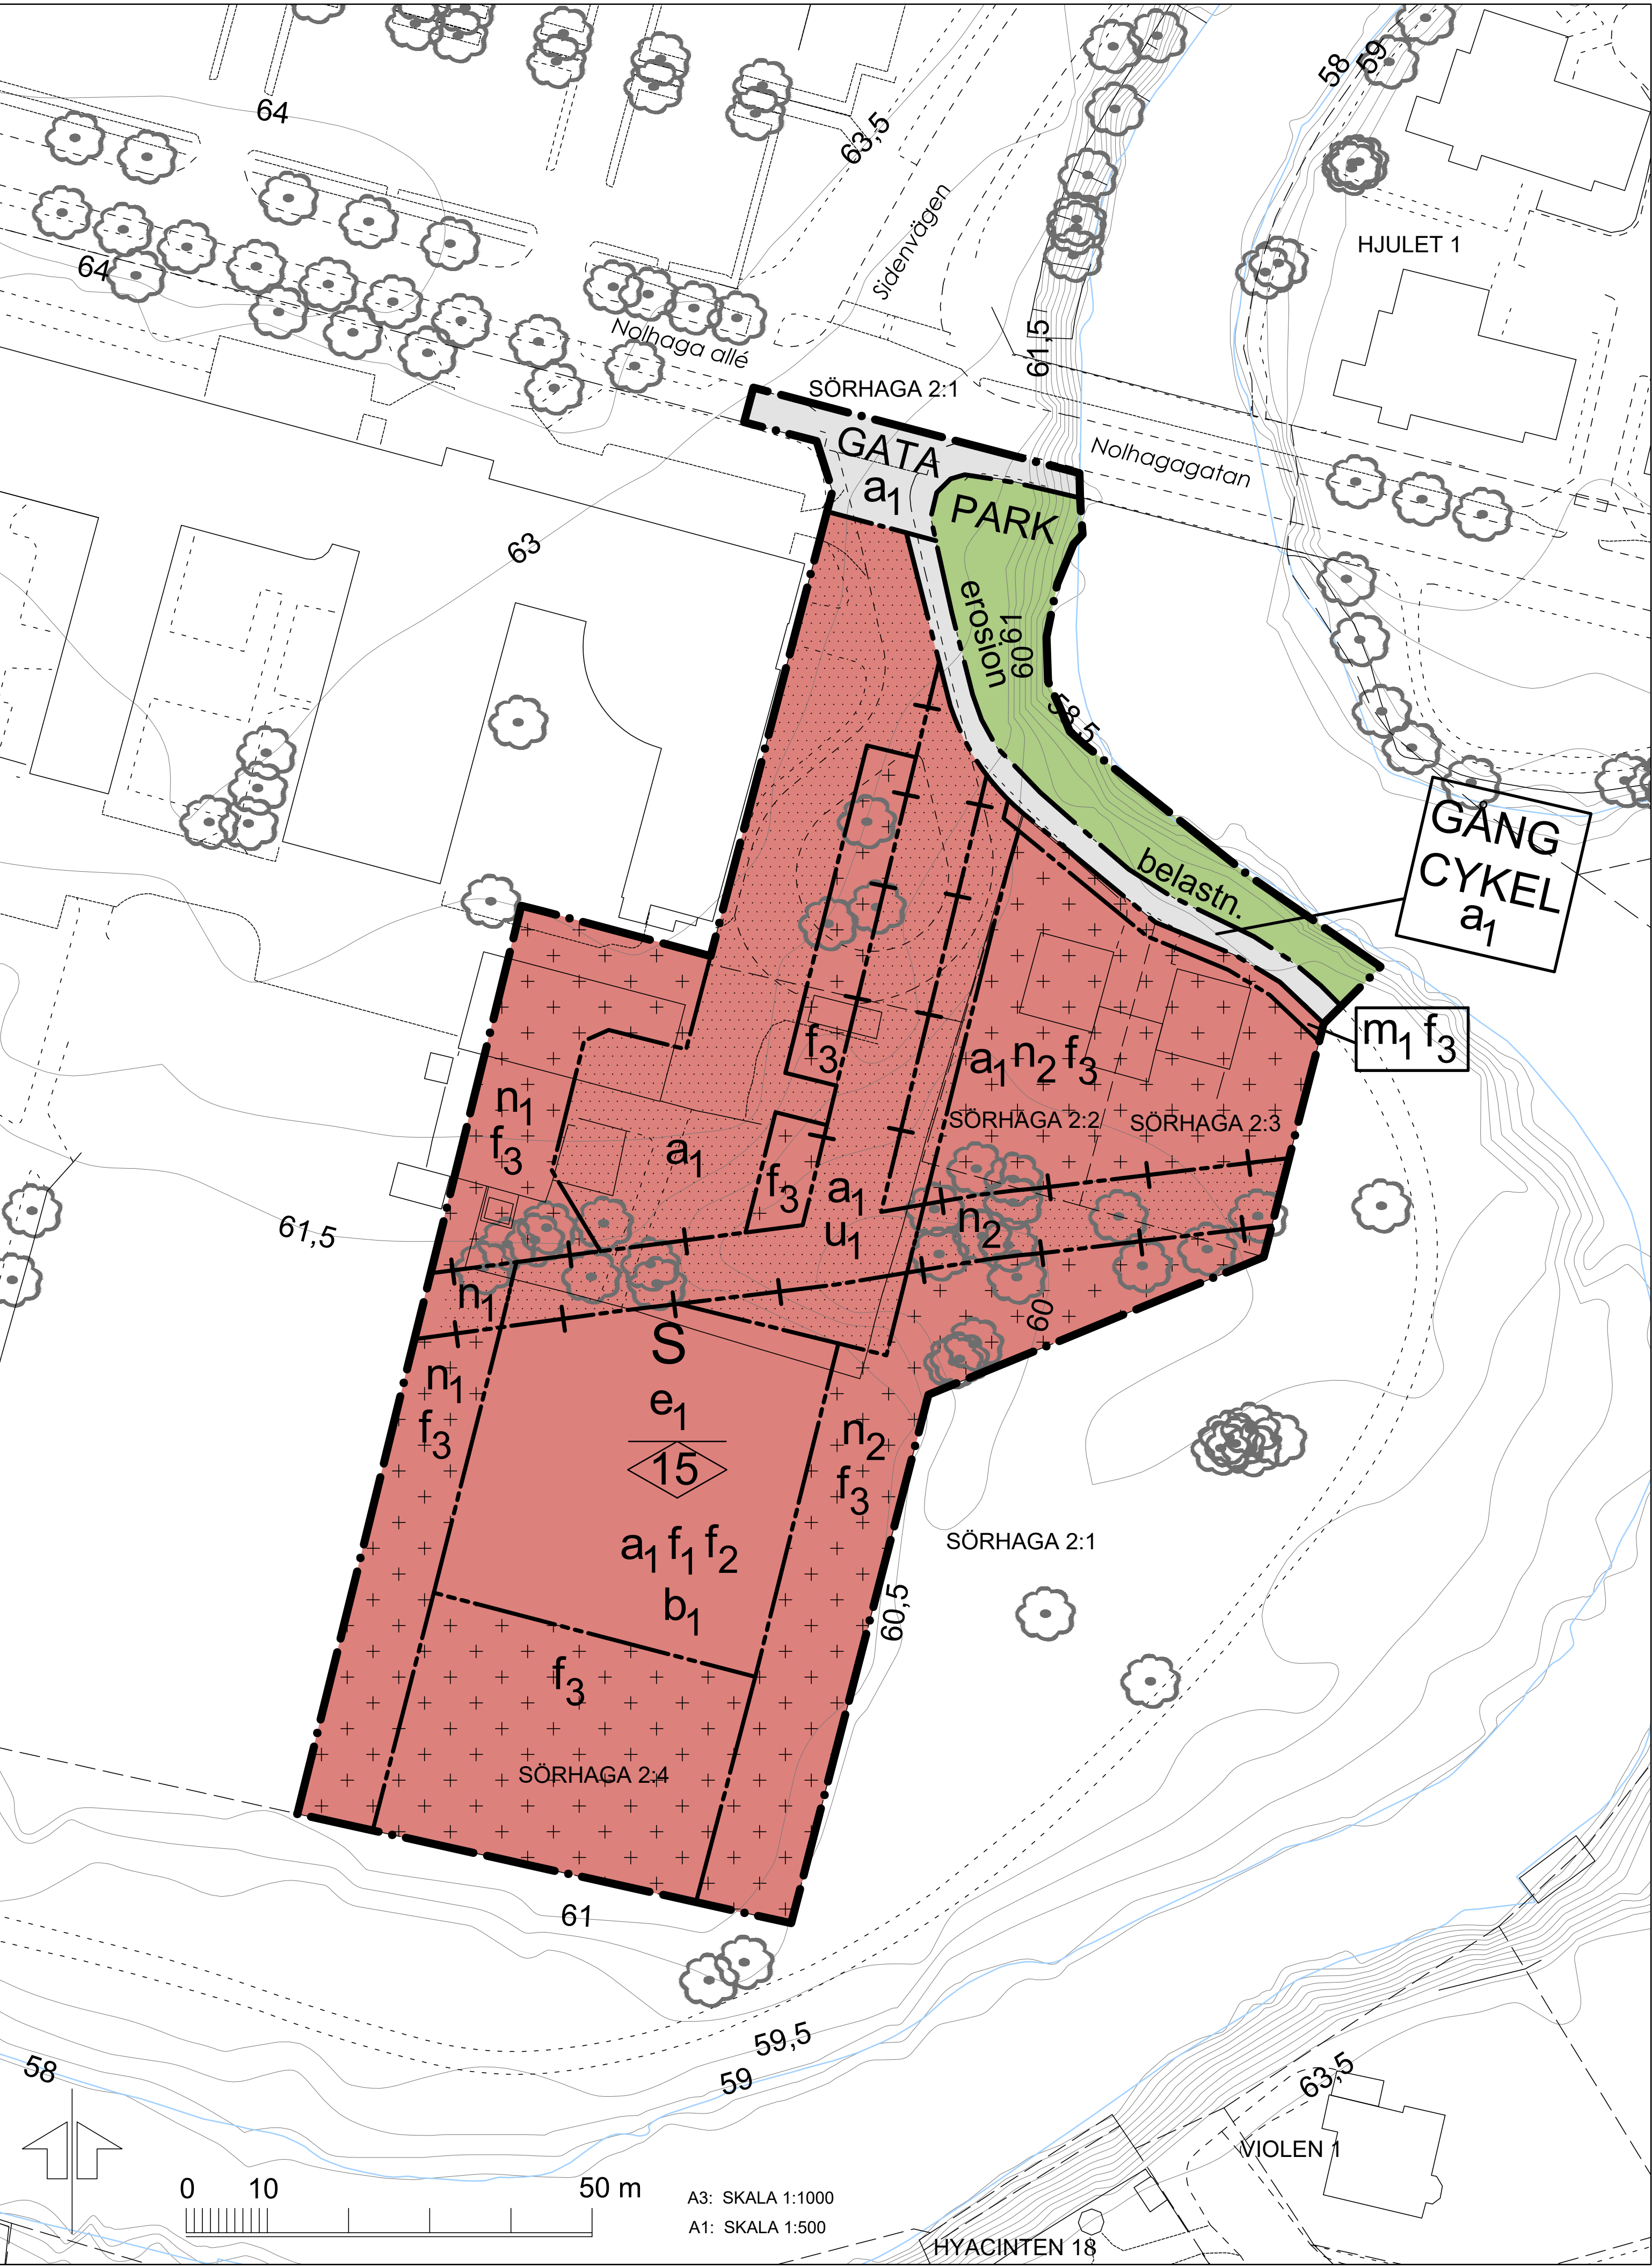 58
59
64
63,5
Sidenvägen
HJULET 1
64
Nolhaga allé
61,5
SÖRHAGA 2:1
GATA
a1
Nolhagagatan
PARK
63
erosion
61
60
58,5
GÅNG
CYKEL
a1
belastn.
m1 f3
f3
a1 n2 f3
n1
f3
SÖRHAGA 2:2
SÖRHAGA 2:3
a1
f3
a1
u1
n2
61,5
n1
60
S
e1
15
n1
f3
n2
f3
a1 f1 f2
b1
SÖRHAGA 2:1
60,5
f3
SÖRHAGA 2:4
61
59,5
59
58
63,5
VIOLEN 1
0 10 50 m
A3: SKALA 1:1000
A1: SKALA 1:500
HYACINTEN 18